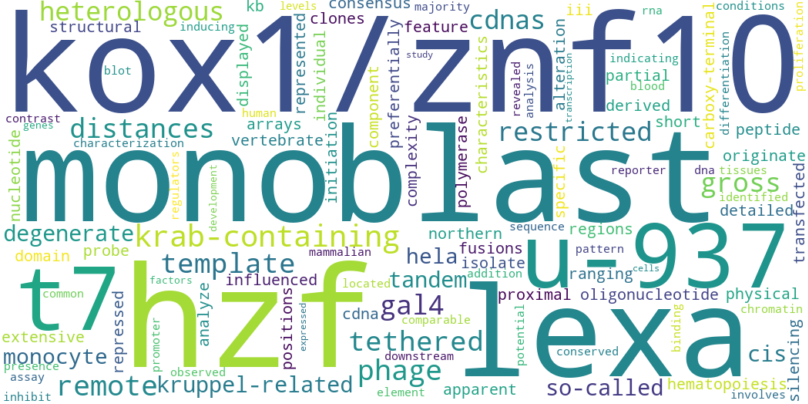 heterologous
kb
levels
consensus
majority
rna
conditions
structural
inducing
clones
feature
cdnas
iii
kox1/znf10
blot
displayed
represented
individual
component
preferentially
study
characteristics
revealed
analysis
alteration
transcription
indicating
partial
blood
derived
carboxy-terminal
differentiation
proliferation
contrast
genes
human
distances
arrays
vertebrate
characterization
initiation
complexity
polymerase
restricted
short
peptide
nucleotide
monoblast
regulators
development
specific
reporter
dna
tissues
originate
gross
identified
detailed
transfected
degenerate
krab-containing
northern
sequence
regions
domain
probe
template
mammalian
hela
fusions
isolate
pattern
u-937
ranging
cells
t7
common
hzf
factors
influenced
located
tandem
addition
lexa
proximal
oligonucleotide
physical
extensive
repressed
promoter
analyze
positions
expressed
cdna
gal4
comparable
potential
conserved
binding
chromatin
monocyte
observed
tethered
downstream
cis
silencing
presence
assay
inhibit
remote
kruppel-related
phage
element
apparent
so-called
hematopoiesis
involves